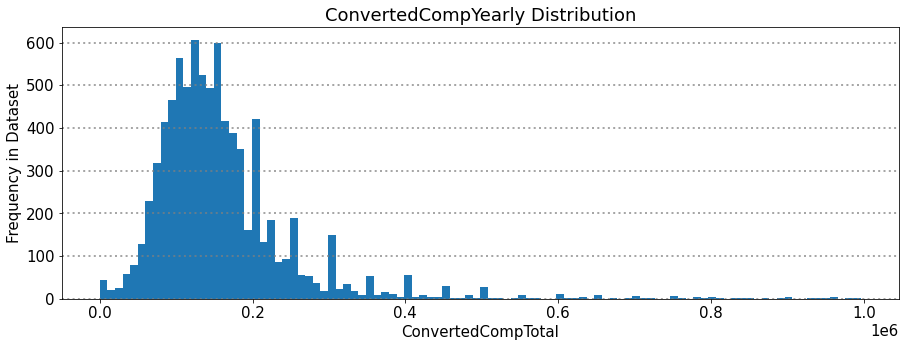 ConvertedCompYearly Distribution
Frequency in Dataset
600
500
400
300
200
100
0
0.0 0.2 0.4 0.6 0.8 1.0
1e6
ConvertedCompTotal